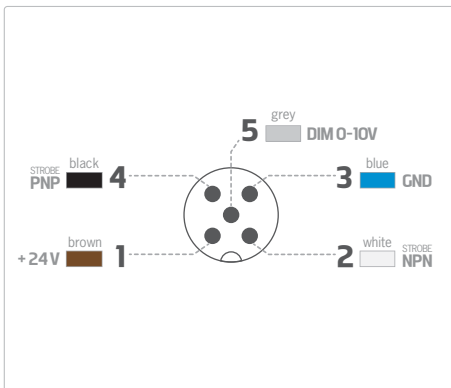 grey
5 DIM 0-10V
black
STROBE
PNP 4
blue
3 GND
brown
+24V 1
white
2 STROBE
NPN